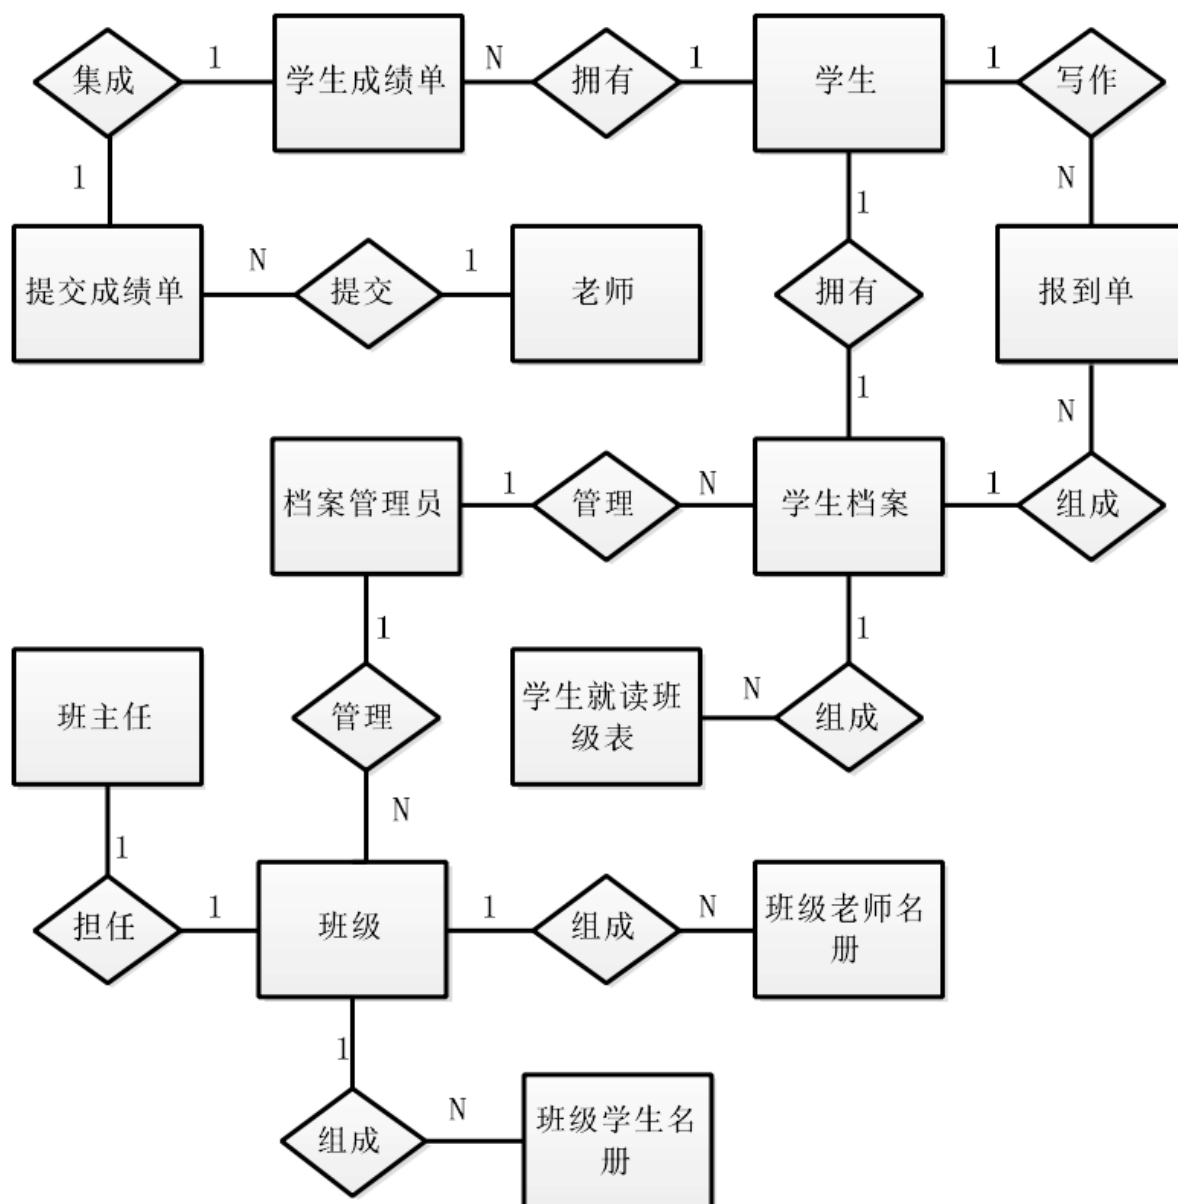 集成
1
学生成绩单
N
拥有
1
学生
1
写作
1
N
提交成绩单
N
提交
1
老师
1
拥有
报到单
1
N
档案管理员
1
管理
N
学生档案
1
组成
1
1
班主任
管理
学生就读班
级表
N
组成
N
1
担任
1
班级
1
组成
N
班级老师名
册
1
组成
N
班级学生名
册